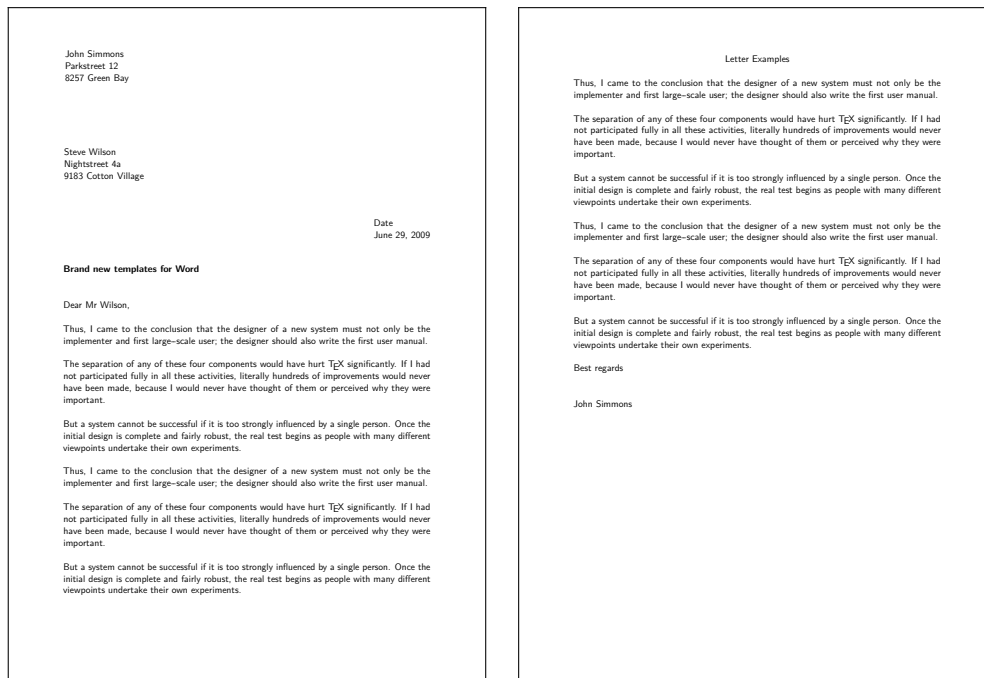 John Simmons
Parkstreet 12
8257 Green Bay
Steve Wilson
Nightstreet 4a
9183 Cotton Village
Date
June 29, 2009
Brand new templates for Word
Dear Mr Wilson,
Thus, I came to the conclusion that the designer of a new system must not only be the
implementer and first large-scale user; the designer should also write the first user manual.
The separation of any of these four components would have hurt TEX significantly. If I had
not participated fully in all these activities, literally hundreds of improvements would never
have been made, because I would never have thought of them or perceived why they were
important.
But a system cannot be successful if it is too strongly influenced by a single person. Once the
initial design is complete and fairly robust, the real test begins as people with many different
viewpoints undertake their own experiments.
Thus, I came to the conclusion that the designer of a new system must not only be the
implementer and first large-scale user; the designer should also write the first user manual.
The separation of any of these four components would have hurt TEX significantly. If I had
not participated fully in all these activities, literally hundreds of improvements would never
have been made, because I would never have thought of them or perceived why they were
important.
But a system cannot be successful if it is too strongly influenced by a single person. Once the
initial design is complete and fairly robust, the real test begins as people with many different
viewpoints undertake their own experiments.
Letter Examples
Thus, I came to the conclusion that the designer of a new system must not only be the
implementer and first large-scale user; the designer should also write the first user manual.
The separation of any of these four components would have hurt TEX significantly. If I had
not participated fully in all these activities, literally hundreds of improvements would never
have been made, because I would never have thought of them or perceived why they were
important.
But a system cannot be successful if it is too strongly influenced by a single person. Once the
initial design is complete and fairly robust, the real test begins as people with many different
viewpoints undertake their own experiments.
Thus, I came to the conclusion that the designer of a new system must not only be the
implementer and first large-scale user; the designer should also write the first user manual.
The separation of any of these four components would have hurt TEX significantly. If I had
not participated fully in all these activities, literally hundreds of improvements would never
have been made, because I would never have thought of them or perceived why they were
important.
But a system cannot be successful if it is too strongly influenced by a single person. Once the
initial design is complete and fairly robust, the real test begins as people with many different
viewpoints undertake their own experiments.
Best regards
John Simmons